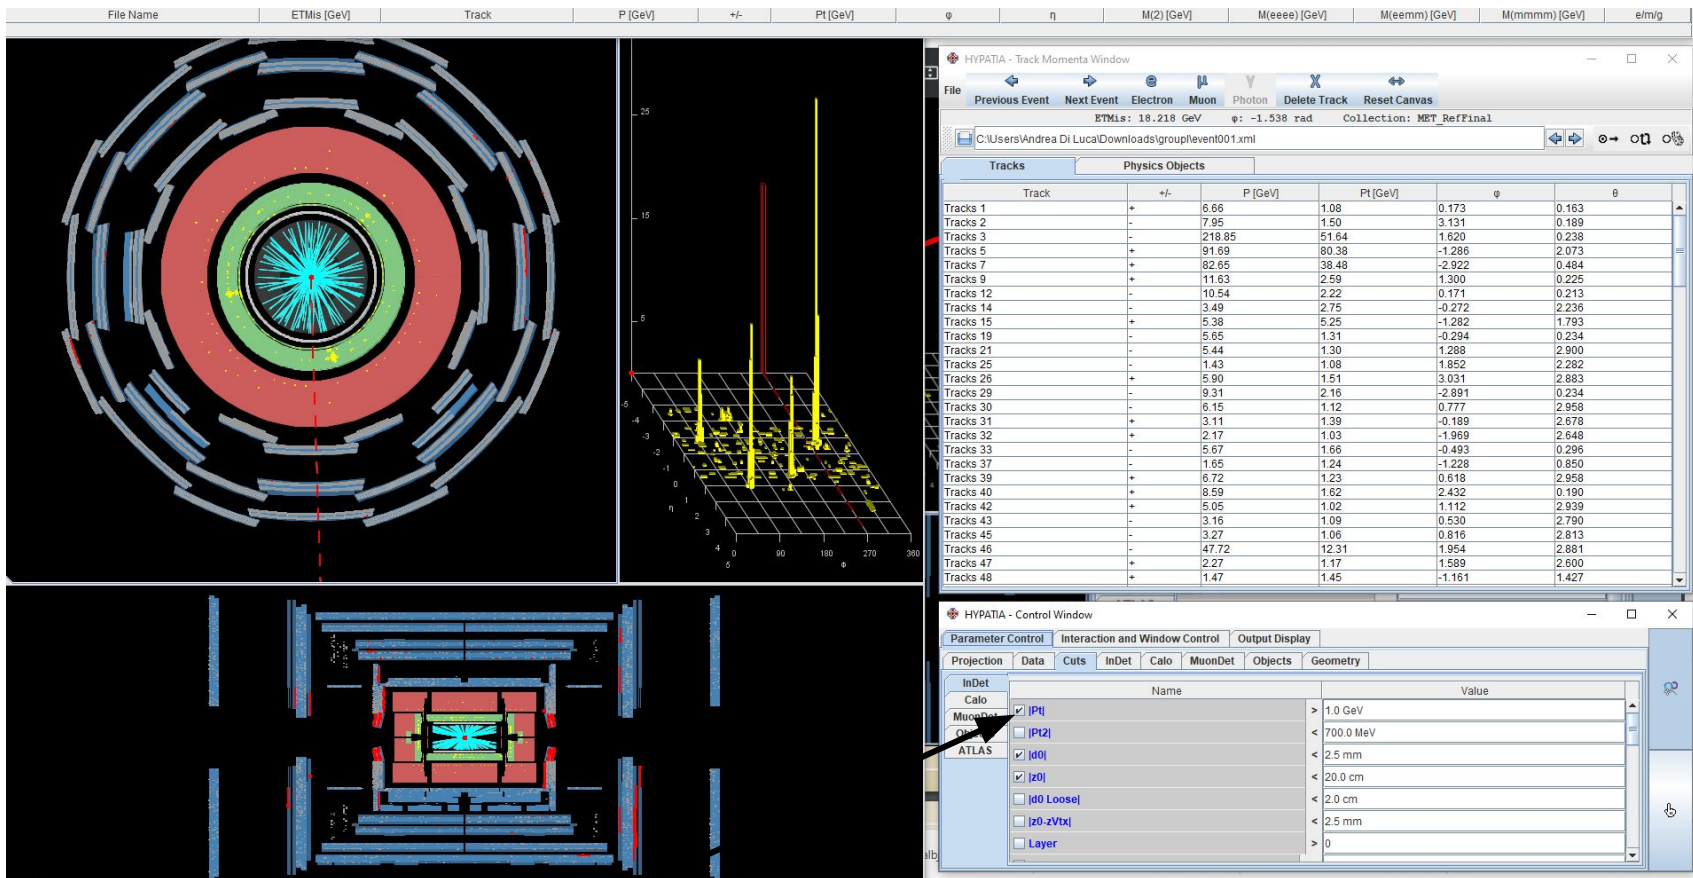 File Name ETMis [GeV] Track P [GeV] +/- Pt [GeV] φ η M(2) [GeV] M(eeee) [GeV] M(eemm) [GeV] M(mmmm) [GeV] e/m/g
25
15
5
-5
-4
-3
-2
-1
0
1
2
3
4
5
η
0 90 180 270 360
φ
HYPATIA - Track Momenta Window
File Previous Event Next Event Electron Muon Photon Delete Track Reset Canvas
ETMis: 18.218 GeV φ: -1.538 rad Collection: MET_RefFinal
C:\Users\Andrea Di Luca\Downloads\groupI\event001.xml
Tracks Physics Objects
Track +/- P [GeV] Pt [GeV] φ θ
Tracks 1 + 6.66 1.08 0.173 0.163
Tracks 2 - 7.95 1.50 3.131 0.189
Tracks 3 - 218.85 51.64 1.620 0.238
Tracks 5 + 91.69 80.38 -1.286 2.073
Tracks 7 + 82.65 38.48 -2.922 0.484
Tracks 9 + 11.63 2.59 1.300 0.225
Tracks 12 - 10.54 2.22 0.171 0.213
Tracks 14 - 3.49 2.75 -0.272 2.236
Tracks 15 + 5.38 5.25 -1.282 1.793
Tracks 19 - 5.65 1.31 -0.294 0.234
Tracks 21 - 5.44 1.30 1.288 2.900
Tracks 25 - 1.43 1.08 1.852 2.282
Tracks 26 + 5.90 1.51 3.031 2.883
Tracks 29 - 9.31 2.16 -2.891 0.234
Tracks 30 - 6.15 1.12 0.777 2.958
Tracks 31 + 3.11 1.39 -0.189 2.678
Tracks 32 + 2.17 1.03 -1.969 2.648
Tracks 33 - 5.67 1.66 -0.493 0.296
Tracks 37 - 1.65 1.24 -1.228 0.850
Tracks 39 + 6.72 1.23 0.618 2.958
Tracks 40 + 8.59 1.62 2.432 0.190
Tracks 42 + 5.05 1.02 1.112 2.939
Tracks 43 - 3.16 1.09 0.530 2.790
Tracks 45 - 3.27 1.06 0.816 2.813
Tracks 46 - 47.72 12.31 1.954 2.881
Tracks 47 + 2.27 1.17 1.589 2.600
Tracks 48 + 1.47 1.45 -1.161 1.427
HYPATIA - Control Window
Parameter Control Interaction and Window Control Output Display
Projection Data Cuts InDet Calo MuonDet Objects Geometry
InDet
Calo
MuonDet
ATLAS
Name Value
|Pt| > 1.0 GeV
|Pt2| < 700.0 MeV
|d0| < 2.5 mm
|z0| < 20.0 cm
|d0 Loose| < 2.0 cm
|z0-zVtx| < 2.5 mm
Layer > 0